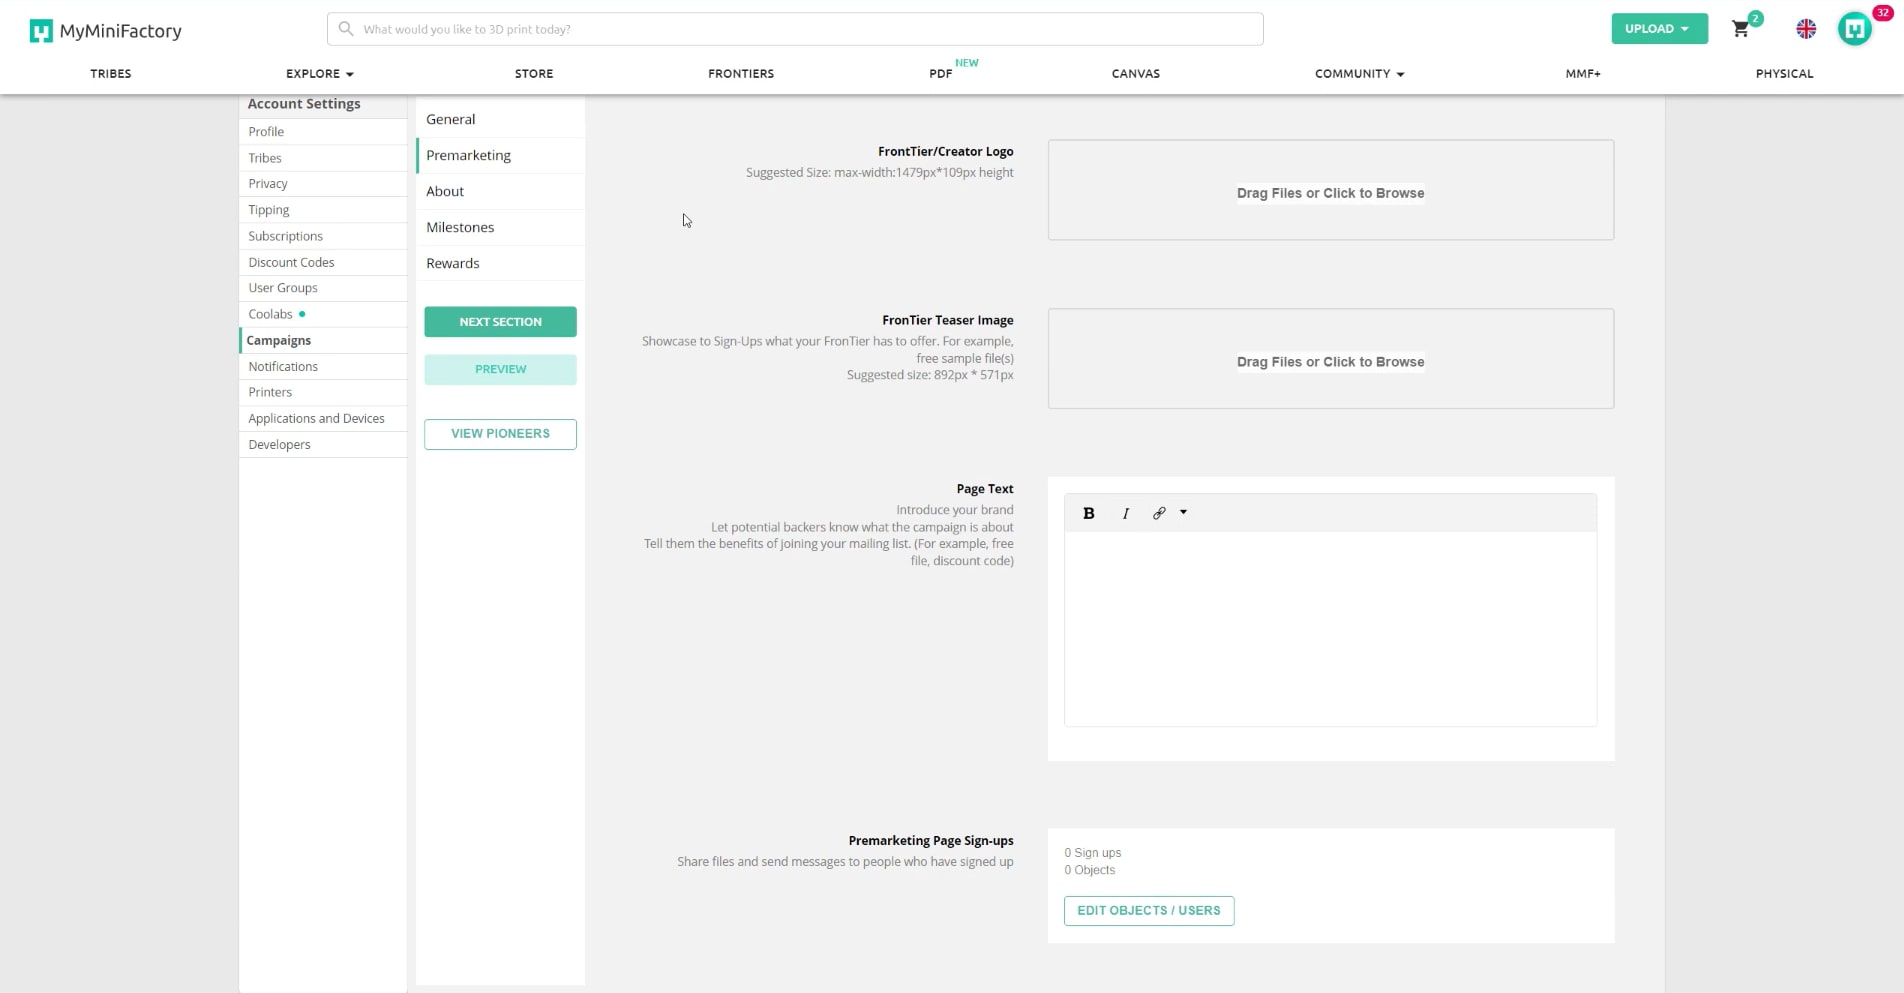 MyMiniFactory
What would you like to 3D print today?
UPLOAD
2
32
TRIBES
EXPLORE
STORE
FRONTIERS
PDF
NEW
CANVAS
COMMUNITY
MMF+
PHYSICAL
Account Settings
Profile
Tribes
Privacy
Tipping
Subscriptions
Discount Codes
User Groups
Coolabs
Campaigns
Notifications
Printers
Applications and Devices
Developers
General
Premarketing
About
Milestones
Rewards
NEXT SECTION
PREVIEW
VIEW PIONEERS
FrontTier/Creator Logo
Suggested Size: max-width:1479px*109px height
Drag Files or Click to Browse
FronTier Teaser Image
Showcase to Sign-Ups what your FronTier has to offer. For example,
free sample file(s)
Suggested size: 892px * 571px
Drag Files or Click to Browse
Page Text
Introduce your brand
Let potential backers know what the campaign is about
Tell them the benefits of joining your mailing list. (For example, free
file, discount code)
B I
Premarketing Page Sign-ups
Share files and send messages to people who have signed up
0 Sign ups
0 Objects
EDIT OBJECTS / USERS